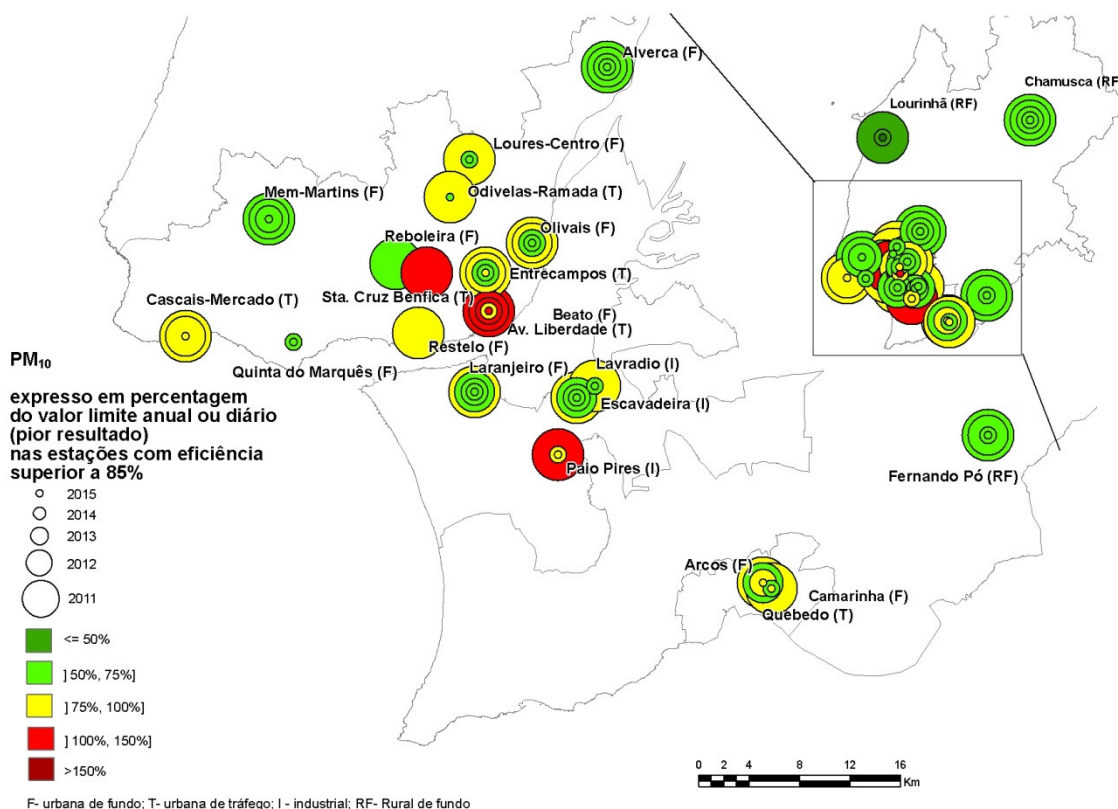 Alverca (F)
Chamusca (RF
Lourinhã (RF)
Loures-Centro (F)
Mem-Martins (F)
Odivelas-Ramada (T)
Olivais (F)
Reboleira (F)
Entrecampos (T)
Sta. Cruz Benfica (T)
Cascais-Mercado (T)
Beato (F)
Av. Liberdade (T)
Restelo (F)
Quinta do Marquês (F)
Laranjeiro (F)
Lavradio (I)
Escavadeira (I)
Paio Pires (I)
Fernando Pó (RF)
Arcos (F)
Camarinha (F)
Quebedo (T)
PM₁₀
expresso em percentagem
do valor limite anual ou diário
(pior resultado)
nas estações com eficiência
superior a 85%
2015
2014
2013
2012
2011
<= 50%
] 50%, 75%]
] 75%, 100%]
] 100%, 150%]
>150%
0 1 2 4 8 12 16
Km
F- urbana de fundo; T- urbana de tráfego; I - industrial; RF- Rural de fundo